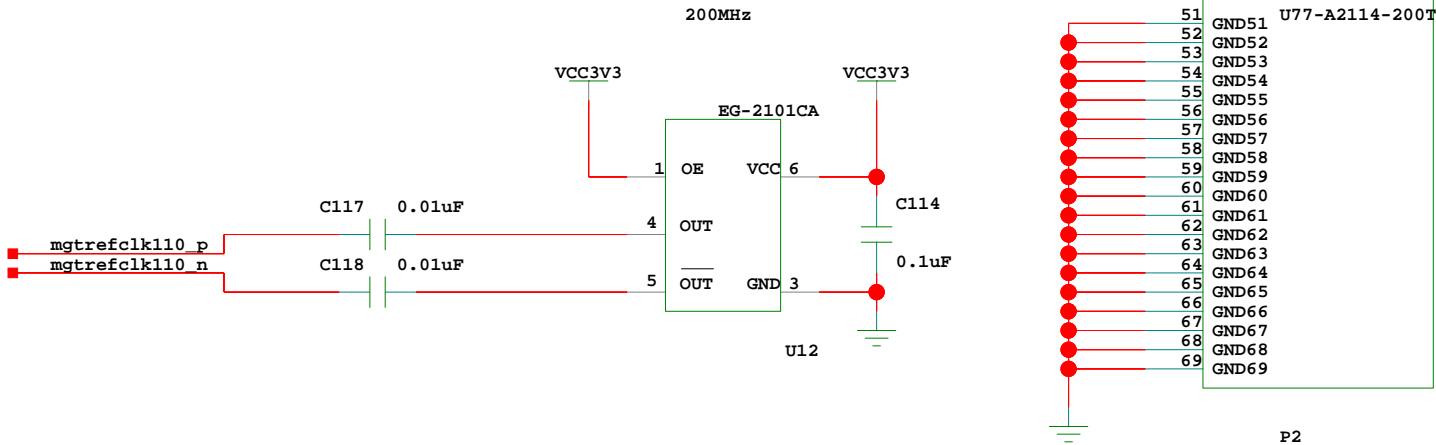 200MHz
VCC3V3
VCC3V3
EG-2101CA
1 OE VCC 6
C117 0.01uF
4 OUT
C114
mgtrefclk110_p
mgtrefclk110_n
C118 0.01uF
0.1uF
5 OUT GND 3
U12
U77-A2114-200T
51 GND51
52 GND52
53 GND53
54 GND54
55 GND55
56 GND56
57 GND57
58 GND58
59 GND59
60 GND60
61 GND61
62 GND62
63 GND63
64 GND64
65 GND65
66 GND66
67 GND67
68 GND68
69 GND69
P2